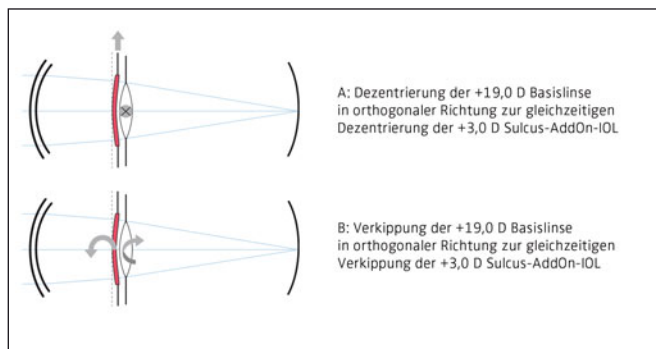 A: Dezentrierung der +19,0 D Basislinse
in orthogonaler Richtung zur gleichzeitigen
Dezentrierung der +3,0 D Sulcus-AddOn-IOL
B: Verkippung der +19,0 D Basislinse
in orthogonaler Richtung zur gleichzeitigen
Verkippung der +3,0 D Sulcus-AddOn-IOL